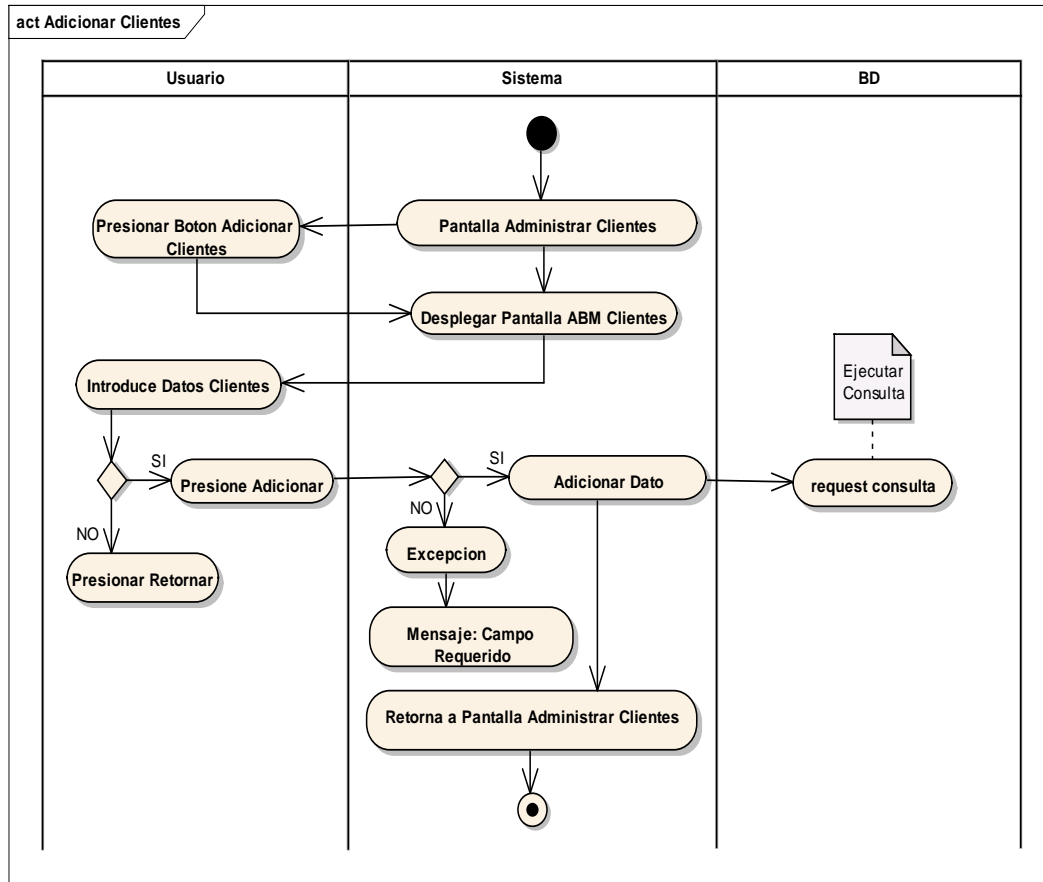 act Adicionar Clientes
Usuario
Sistema
BD
Presionar Boton Adicionar
Clientes
Pantalla Administrar Clientes
Desplegar Pantalla ABM Clientes
Introduce Datos Clientes
Ejecutar
Consulta
SI
Presione Adicionar
SI
Adicionar Dato
request consulta
NO
NO
Excepcion
Presionar Retornar
Mensaje: Campo
Requerido
Retorna a Pantalla Administrar Clientes